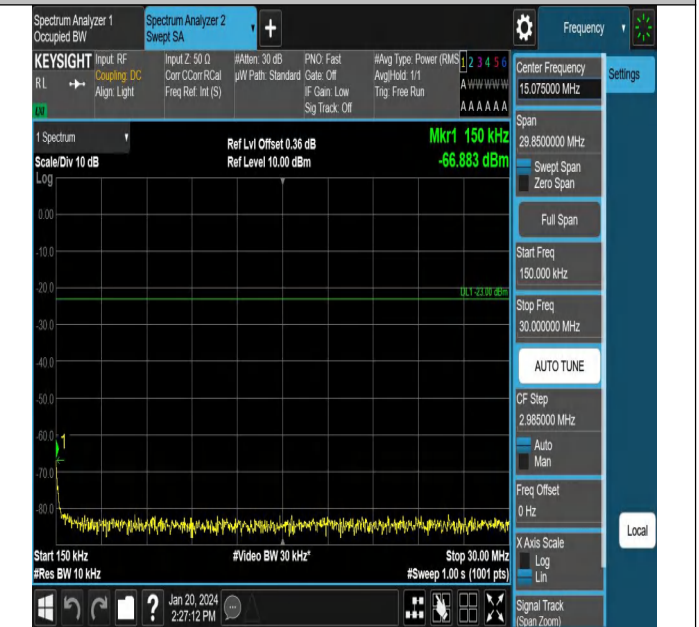 Spectrum Analyzer 1
Occupied BW
Spectrum Analyzer 2
Swept SA
Frequency
KEYSIGHT
RL
Input: RF
Coupling: DC
Align: Light
Input Z: 50 Ω
Corr CCorr RCal
Freq Ref: Int (S)
#Atten: 30 dB
µW Path: Standard
PNO: Fast
Gate: Off
IF Gain: Low
Sig Track: Off
#Avg Type: Power (RMS
Avg|Hold: 1/1
Trig: Free Run
1 2 3 4 5 6
A W W W W W
A A A A A A
1 Spectrum
Scale/Div 10 dB
Log
Ref Lvl Offset 0.36 dB
Ref Level 10.00 dBm
Mkr1 150 kHz
-66.883 dBm
0.00
-10.0
-20.0
-30.0
-40.0
-50.0
-60.0
-70.0
-80.0
DL1 -23.00 dBm
1
Start 150 kHz
#Res BW 10 kHz
#Video BW 30 kHz*
Stop 30.00 MHz
#Sweep 1.00 s (1001 pts)
Jan 20, 2024
2:27:12 PM
?
Center Frequency
15.075000 MHz
Settings
Span
29.8500000 MHz
Swept Span
Zero Span
Full Span
Start Freq
150.000 kHz
Stop Freq
30.000000 MHz
AUTO TUNE
CF Step
2.985000 MHz
Auto
Man
Freq Offset
0 Hz
X Axis Scale
Log
Lin
Local
Signal Track
(Span Zoom)